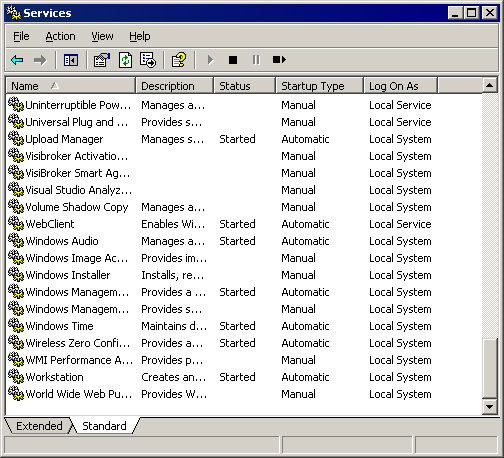 Services
File Action View Help
Name Description Status Startup Type Log On As
Uninterruptible Pow... Manages a... Manual Local Service
Universal Plug and ... Provides s... Manual Local Service
Upload Manager Manages s... Started Automatic Local System
Visibroker Activatio... Manual Local System
VisiBroker Smart Ag... Manual Local System
Visual Studio Analyz... Manual Local System
Volume Shadow Copy Manages a... Manual Local System
WebClient Enables Wi... Started Automatic Local Service
Windows Audio Manages a... Started Automatic Local System
Windows Image Ac... Provides im... Manual Local System
Windows Installer Installs, re... Manual Local System
Windows Managem... Provides a ... Started Automatic Local System
Windows Managem... Provides s... Manual Local System
Windows Time Maintains d... Started Automatic Local System
Wireless Zero Confi... Provides a... Started Automatic Local System
WMI Performance A... Provides p... Manual Local System
Workstation Creates an... Started Automatic Local System
World Wide Web Pu... Provides W... Manual Local System
Extended Standard